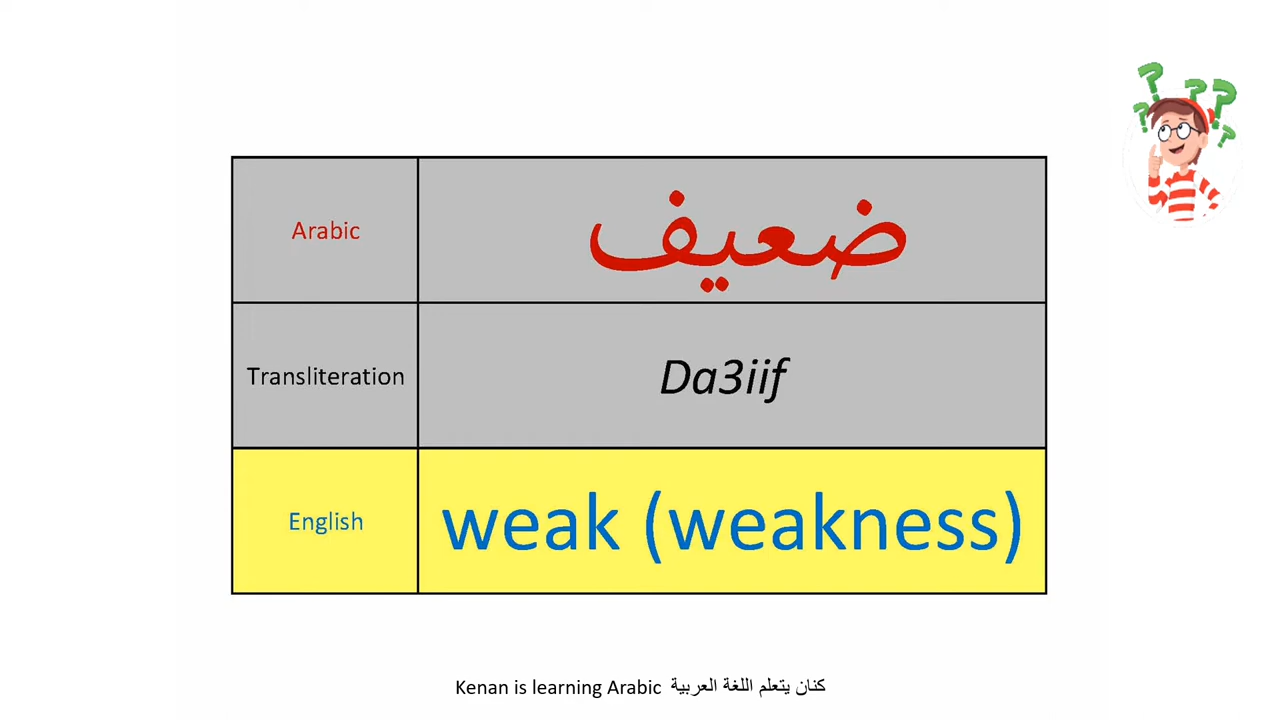 Arabic ضعيف
Transliteration Da3iif
English weak (weakness)
Kenan is learning Arabic كنان يتعلم اللغة العربية